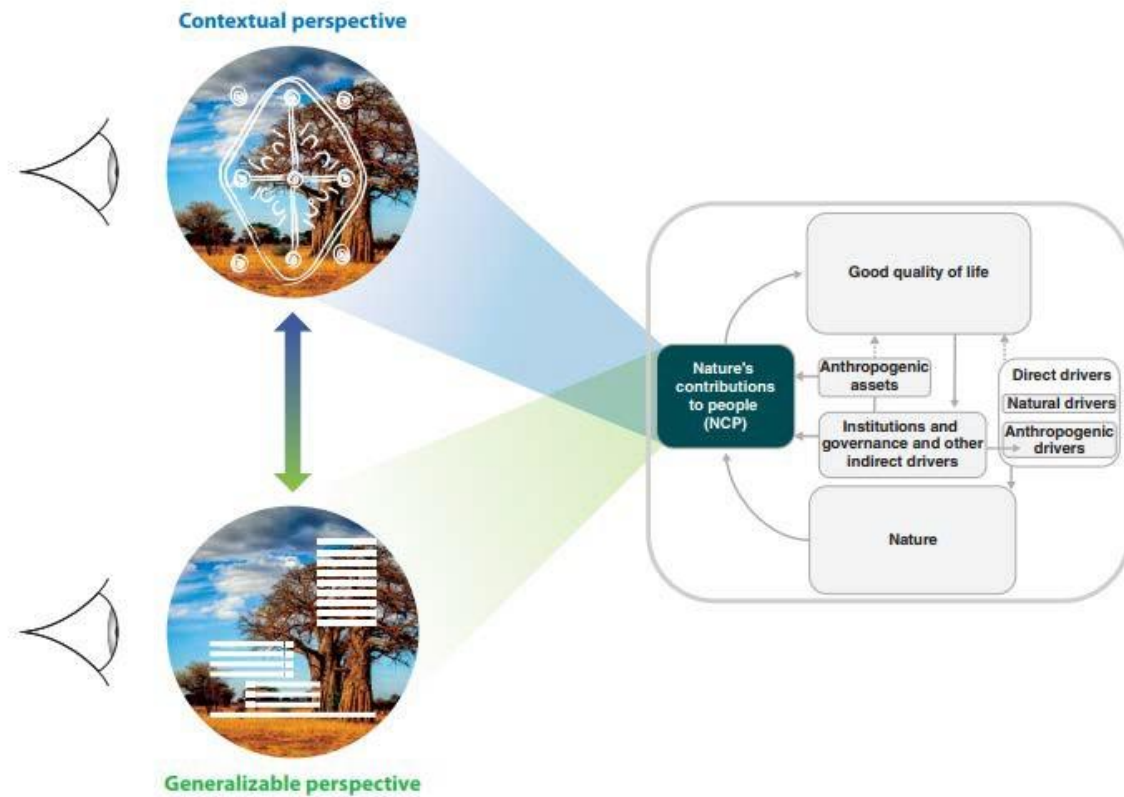 Contextual perspective
Good quality of life
Nature's
contributions
to people
(NCP)
Anthropogenic
assets
Direct drivers
Natural drivers
Anthropogenic
drivers
Institutions and
governance and other
indirect drivers
Nature
Generalizable perspective